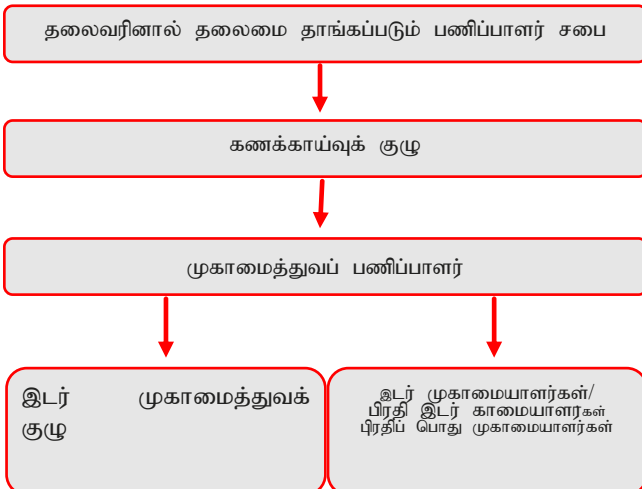 தலைவரினால் தலைமை தாங்கப்படும் பணிப்பாளர் சபை
கணக்காய்வுக் குழு
முகாமைத்துவப் பணிப்பாளர்
இடர் முகாமைத்துவக்
குழு
இடர் முகாமையாளர்கள்/
பிரதி இடர் காமையாளர்கள்
பிரதிப் பொது முகாமையாளர்கள்